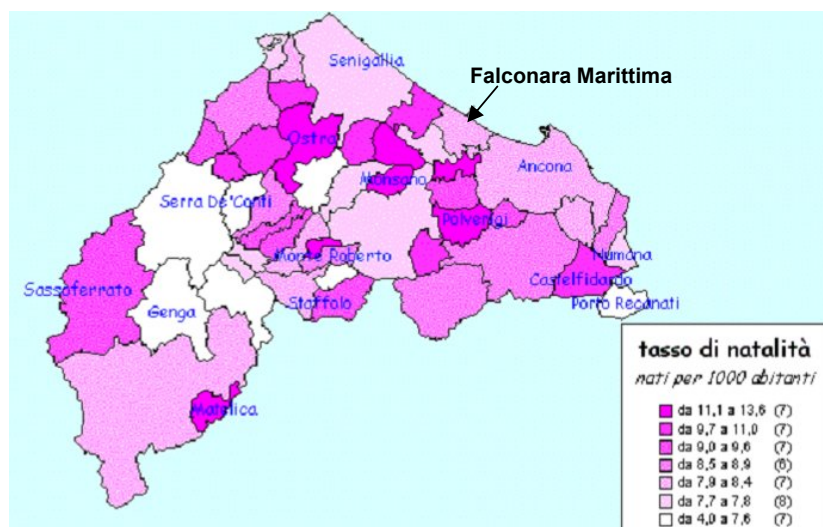 Senigallia
Falconara Marittima
Ostra
Ancona
Monsano
Serra De'Conti
Polverigi
Monte Roberto
Numana
Sassoferrato
Castelfidardo
Staffolo
Porto Recanati
Genga
Matelica
tasso di natalità
nati per 1000 abitanti
da 11,1 a 13,6 (7)
da 9,7 a 11,0 (7)
da 9,0 a 9,6 (7)
da 8,5 a 8,9 (6)
da 7,9 a 8,4 (7)
da 7,7 a 7,8 (8)
da 4,0 a 7,6 (7)